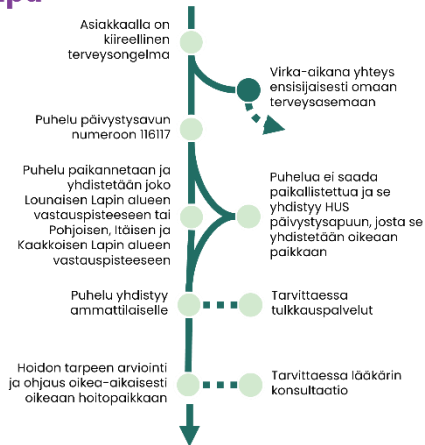 Asiakkaalla on
kiireellinen
terveysongelma
Virka-aikana yhteys
ensisijaisesti omaan
terveysasemaan
Puhelu päivystysavun
numeroon 116117
Puhelu paikannetaan ja
yhdistetään joko
Lounaisen Lapin alueen
vastauspisteeseen tai
Pohjoisen, Itäisen ja
Kaakkoisen Lapin alueen
vastauspisteeseen
Puhelua ei saada
paikallistettua ja se
yhdistyy HUS
päivystysapuun, josta se
yhdistetään oikeaan
paikkaan
Puhelu yhdistyy
ammattilaiselle
Tarvittaessa
tulkkauspalvelut
Hoidon tarpeen arviointi
ja ohjaus oikea-aikaisesti
oikeaan hoitopaikkaan
Tarvittaessa lääkärin
konsultaatio